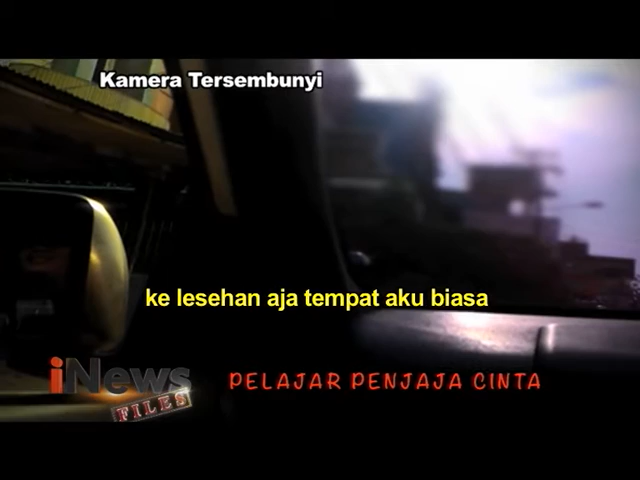 Kamera Tersembunyi
ke lesehan aja tempat aku biasa
iNews
FILES
PELAJAR PENJAJA CINTA